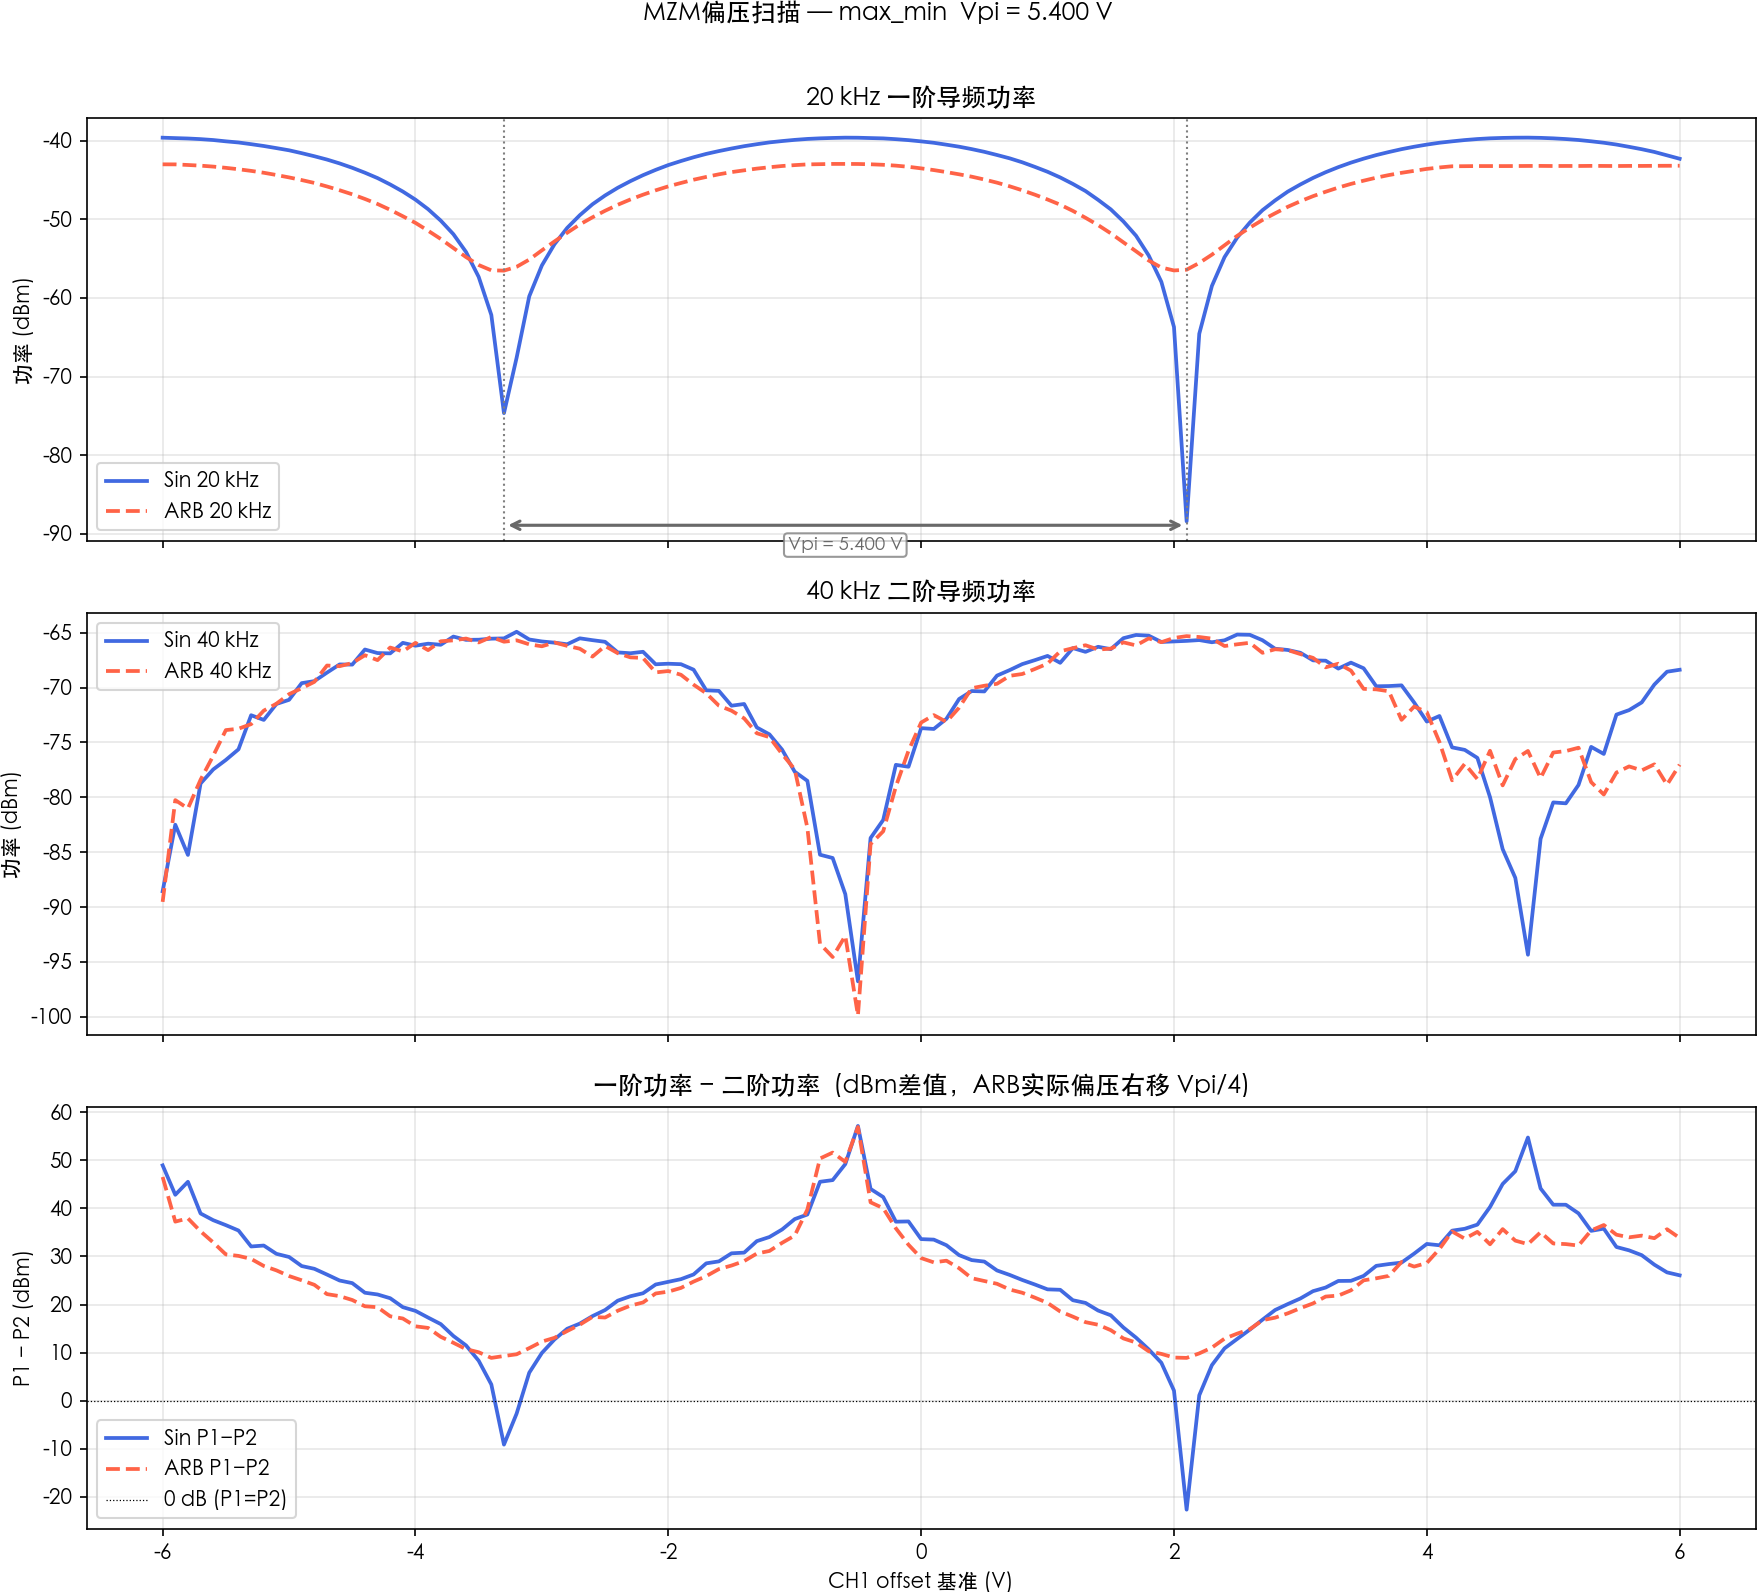 MZM偏压扫描 — max_min  Vpi = 5.400 V
20 kHz 一阶导频功率
-40
-50
-60
-70
-80
-90
功率 (dBm)
Sin 20 kHz
ARB 20 kHz
Vpi = 5.400 V
40 kHz 二阶导频功率
-65
-70
-75
-80
-85
-90
-95
-100
功率 (dBm)
Sin 40 kHz
ARB 40 kHz
一阶功率 − 二阶功率  (dBm差值，ARB实际偏压右移 Vpi/4)
60
50
40
30
20
10
0
-10
-20
P1 − P2 (dBm)
Sin P1−P2
ARB P1−P2
0 dB (P1=P2)
-6 -4 -2 0 2 4 6
CH1 offset 基准 (V)